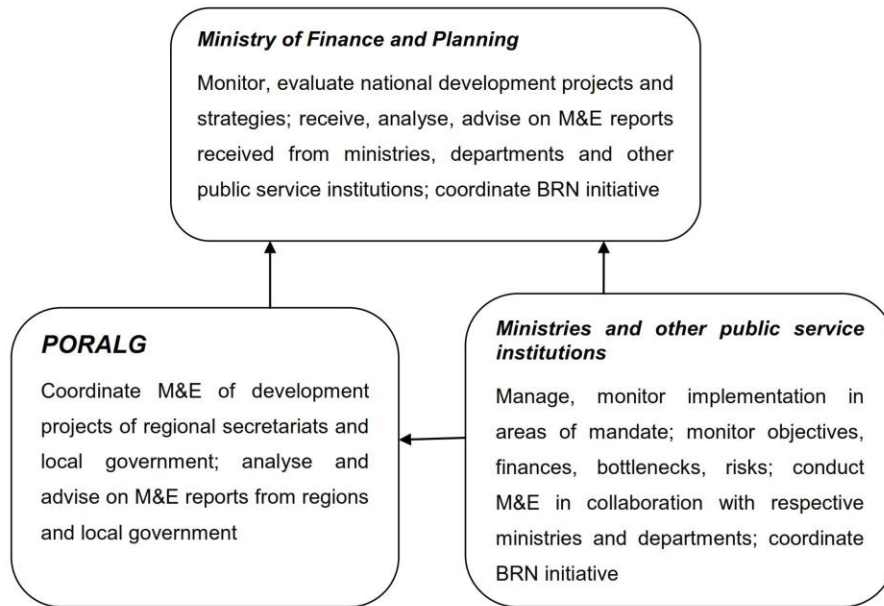 Ministry of Finance and Planning
Monitor, evaluate national development projects and
strategies; receive, analyse, advise on M&E reports
received from ministries, departments and other
public service institutions; coordinate BRN initiative
PORALG
Coordinate M&E of development
projects of regional secretariats and
local government; analyse and
advise on M&E reports from regions
and local government
Ministries and other public service
institutions
Manage, monitor implementation in
areas of mandate; monitor objectives,
finances, bottlenecks, risks; conduct
M&E in collaboration with respective
ministries and departments; coordinate
BRN initiative